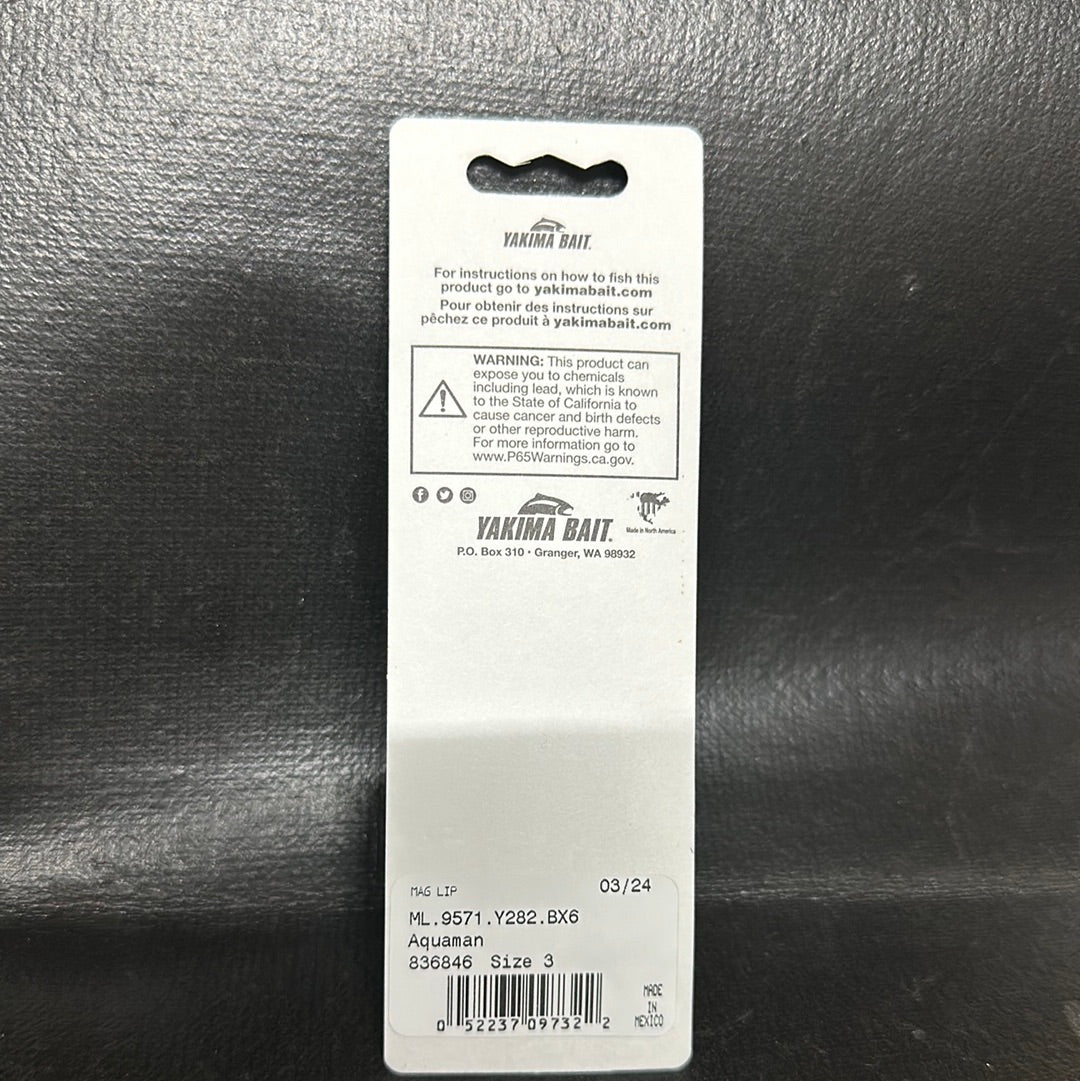 YAKIMA BAIT.
For instructions on how to fish this
product go to yakimabait.com
Pour obtenir des instructions sur
pêchez ce produit à yakimabait.com
WARNING: This product can
expose you to chemicals
including lead, which is known
to the State of California to
cause cancer and birth defects
or other reproductive harm.
For more information go to
www.P65Warnings.ca.gov.
YAKIMA BAIT.
Made in North America
P.O. Box 310 • Granger, WA 98932
MAG LIP 03/24
ML.9571.Y282.BX6
Aquaman
836846 Size 3
0 52237 09732 2
MADE
IN
MEXICO